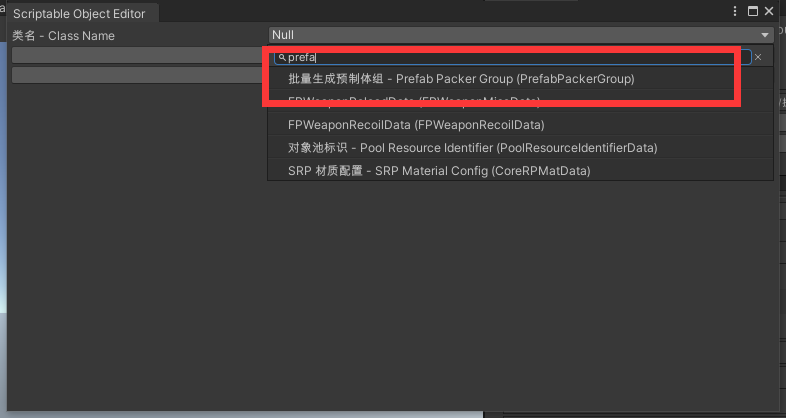 Scriptable Object Editor
类名 - Class Name
Null
prefa
批量生成预制体组 - Prefab Packer Group (PrefabPackerGroup)
FPWeaponReloadData (FPWeaponMiscData)
FPWeaponRecoilData (FPWeaponRecoilData)
对象池标识 - Pool Resource Identifier (PoolResourceIdentifierData)
SRP 材质配置 - SRP Material Config (CoreRPMatData)